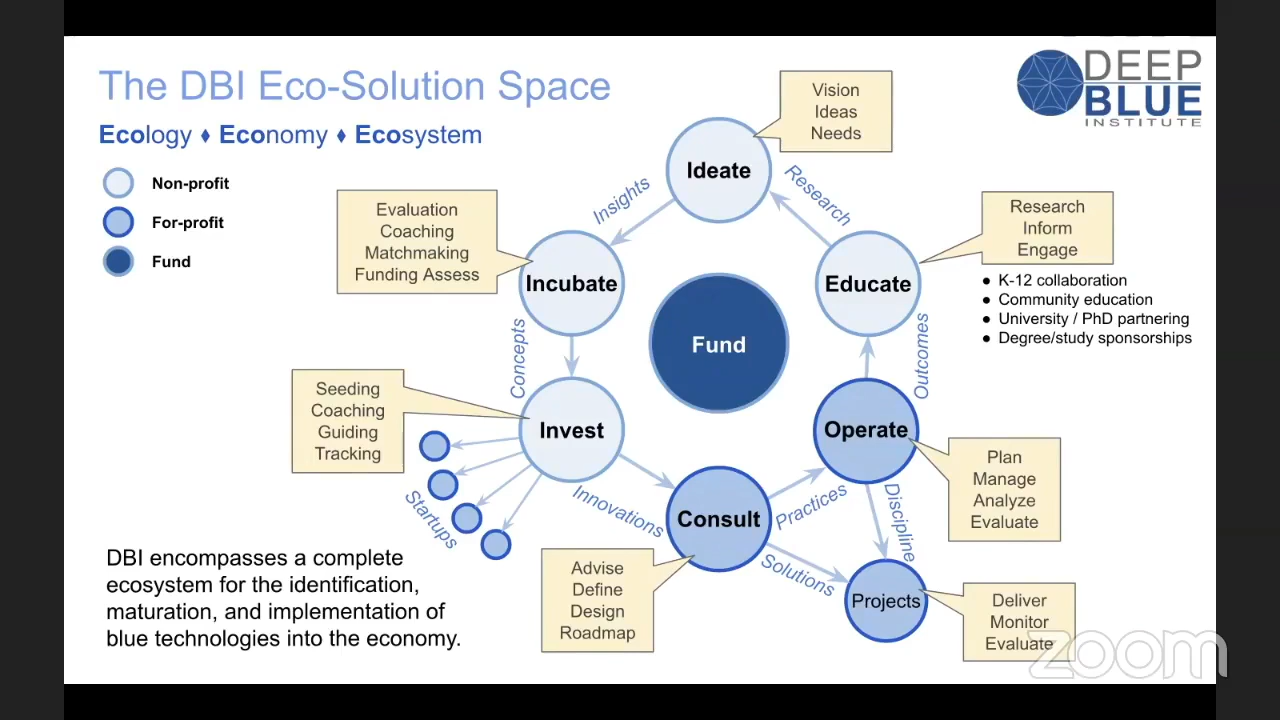 The DBI Eco-Solution Space
Ecology ♦ Economy ♦ Ecosystem
DEEP
BLUE
INSTITUTE
Non-profit
For-profit
Fund
Vision
Ideas
Needs
Ideate
Insights
Research
Evaluation
Coaching
Matchmaking
Funding Assess
Research
Inform
Engage
Incubate
Educate
● K-12 collaboration
● Community education
● University / PhD partnering
● Degree/study sponsorships
Fund
Concepts
Outcomes
Seeding
Coaching
Guiding
Tracking
Invest
Operate
Startups
Innovations
Consult
Practices
Discipline
Plan
Manage
Analyze
Evaluate
Solutions
Advise
Define
Design
Roadmap
Projects
Deliver
Monitor
Evaluate
DBI encompasses a complete
ecosystem for the identification,
maturation, and implementation of
blue technologies into the economy.
zoom